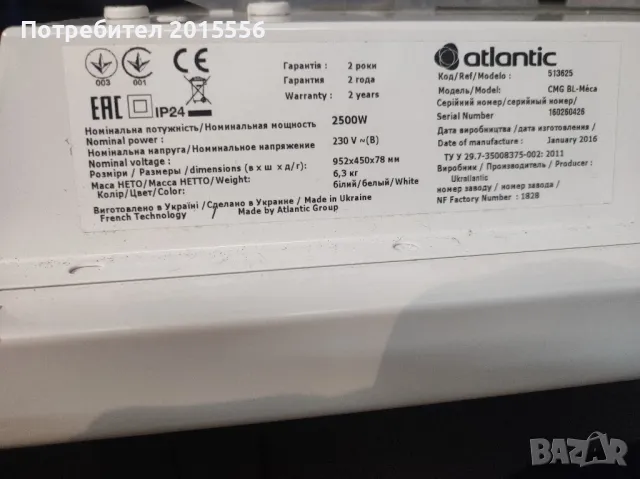 Потребител 2015556
003
001
CE
EAC
IP24
Гарантія : 2 роки
Гарантия : 2 года
Warranty : 2 years
Номінальна потужність/Номинальная мощность
Nominal power : 2500W
Номінальна напруга/Номинальное напряжение
Nominal voltage : 230 V ~(В)
Розміри / Размеры / dimensions (в х ш х д/г): 952x450x78 мм
Маса НЕТО/Масса НЕТТО/Weight: 6,3 кг
Колір/Цвет/Color: білий/белый/White
Виготовлено в Україні /Сделано в Украине / Made in Ukraine
French Technology / Made by Atlantic Group
atlantic
Код/Ref/Modelo : 513625
Модель/Model: CMG BL-Méca
Серійний номер/серийный номер/
Serial Number 160260426
Дата виробництва /дата изготовления /
Date of manufacture : January 2016
ТУ У 29.7-35008375-002: 2011
Виробник / Производитель / Producer :
Ukratlantic
номер заводу / номер завода /
NF Factory Number : 182B
BAZAR